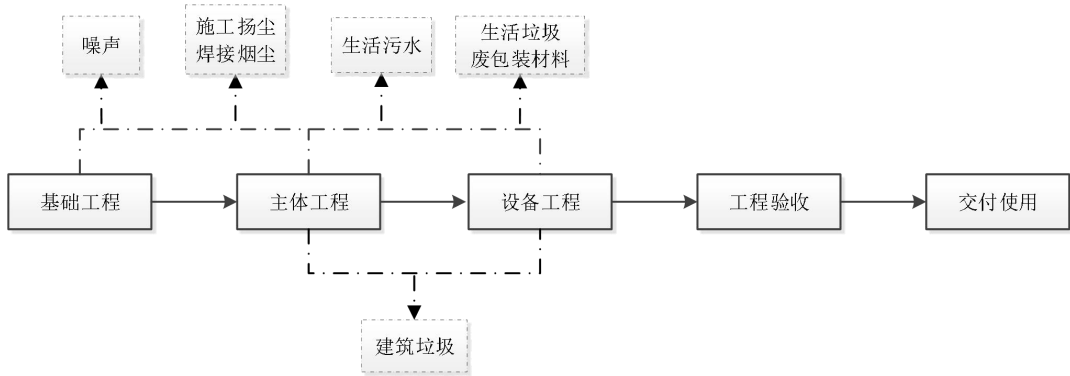 噪声
施工扬尘
焊接烟尘
生活污水
生活垃圾
废包装材料
基础工程
主体工程
设备工程
工程验收
交付使用
建筑垃圾